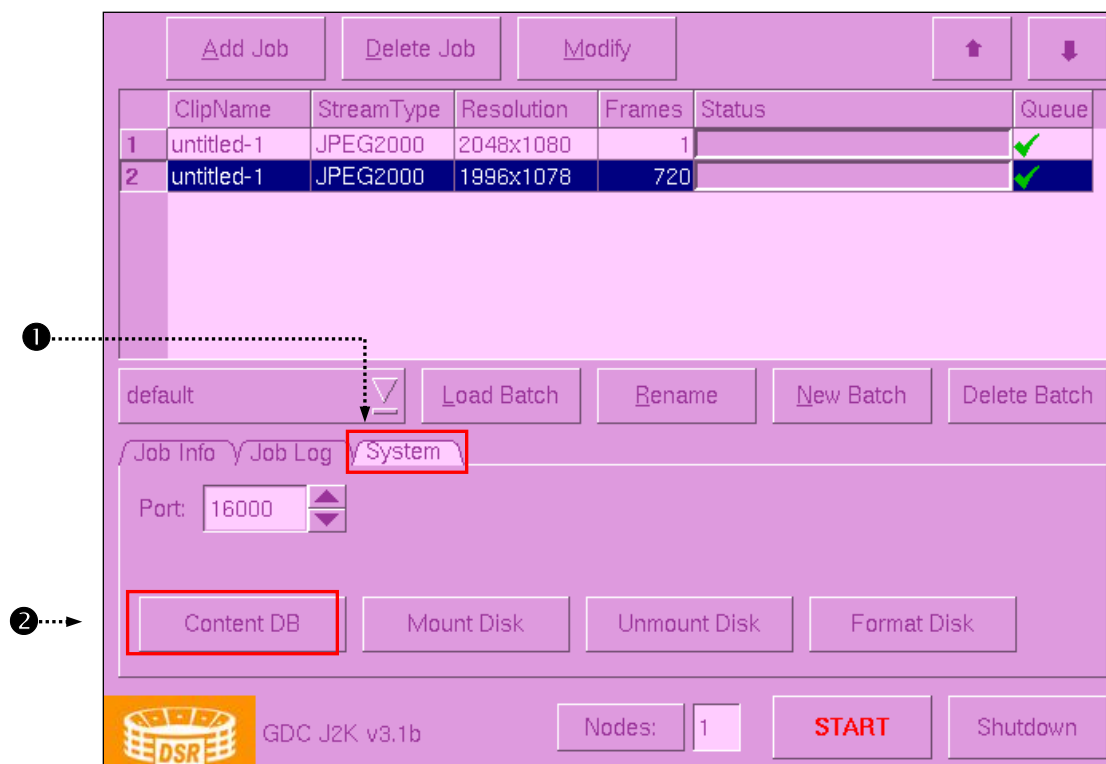 Add Job Delete Job Modify
ClipName StreamType Resolution Frames Status Queue
1 untitled-1 JPEG2000 2048x1080 1
2 untitled-1 JPEG2000 1996x1078 720
❶
default Load Batch Rename New Batch Delete Batch
Job Info Job Log System
Port: 16000
❷ Content DB Mount Disk Unmount Disk Format Disk
DSR GDC J2K v3.1b Nodes: 1 START Shutdown